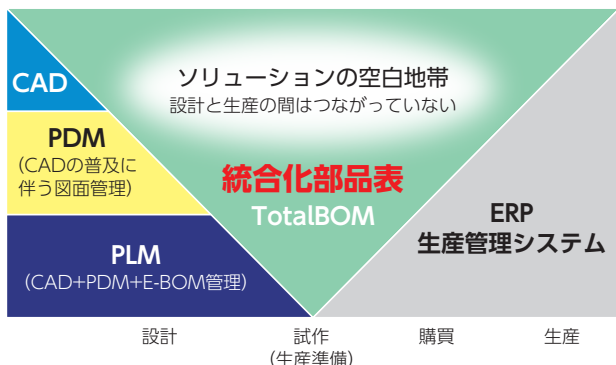 CAD
PDM
(CADの普及に
伴う図面管理)
PLM
(CAD+PDM+E-BOM管理)
ソリューションの空白地帯
設計と生産の間はつながっていない
統合化部品表
TotalBOM
ERP
生産管理システム
設計
試作
(生産準備)
購買
生産